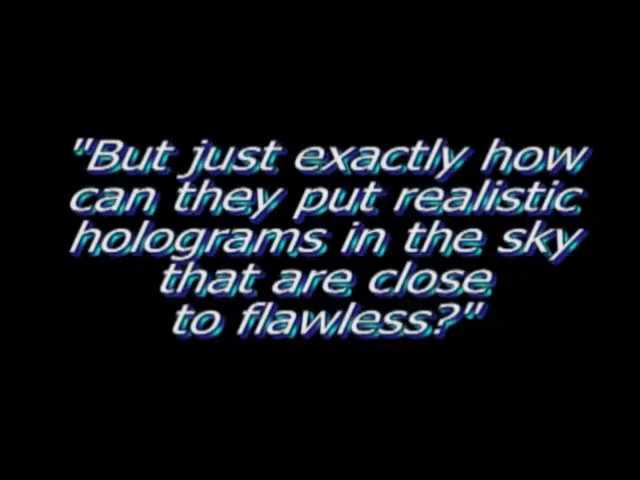 "But just exactly how
can they put realistic
holograms in the sky
that are close
to flawless?"